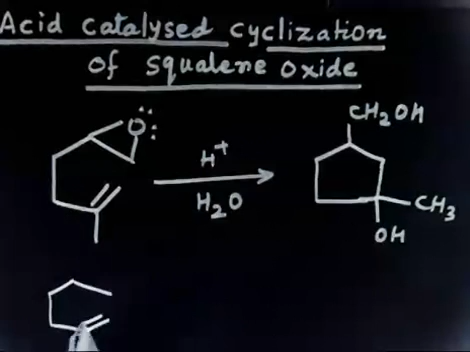 Acid catalysed cyclization
of squalene oxide
O
H+
H2O
CH2OH
CH3
OH